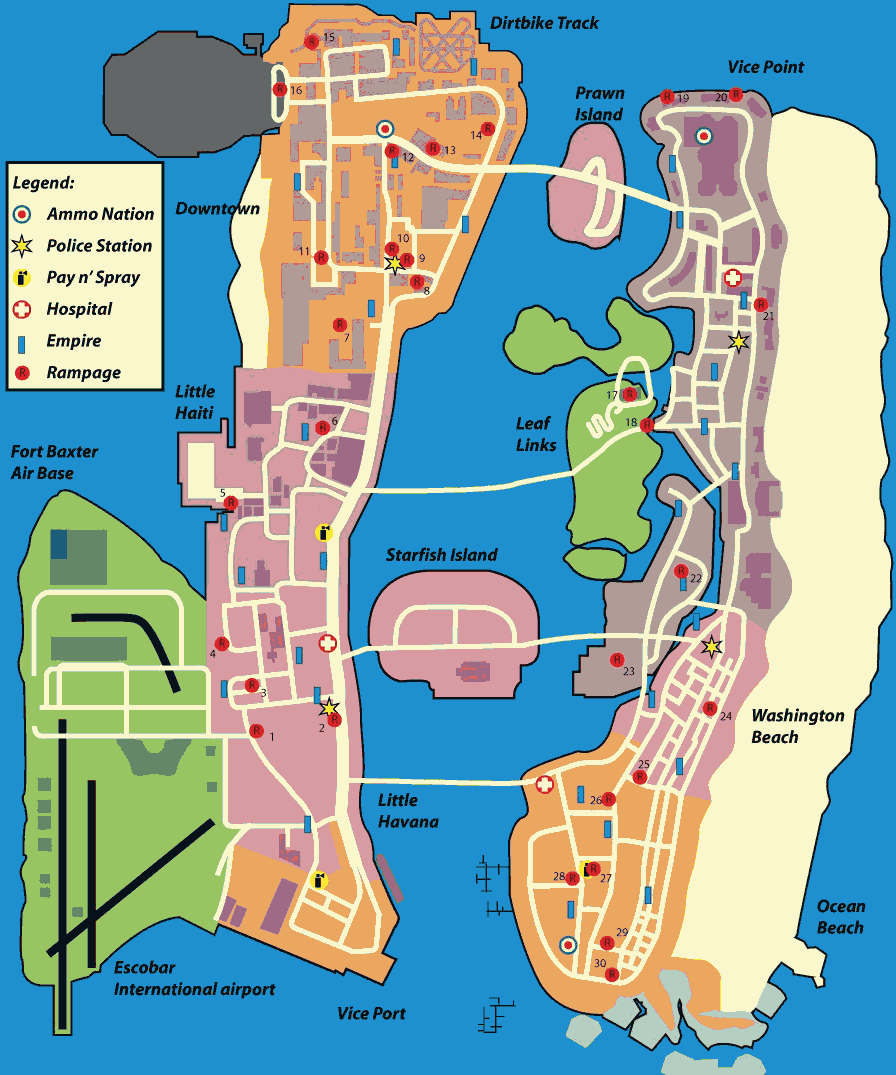 Dirtbike Track
15
Vice Point
16
Prawn
Island
19
20
14
13
12
Legend:
Ammo Nation
Police Station
Pay n' Spray
Hospital
Empire
R Rampage
Downtown
10
11
9
8
21
7
Little
Haiti
17
6
18
Leaf
Links
Fort Baxter
Air Base
5
Starfish Island
22
4
23
3
24
2
1
Washington
Beach
25
Little
Havana
26
28
27
Ocean
Beach
29
30
Escobar
International airport
Vice Port